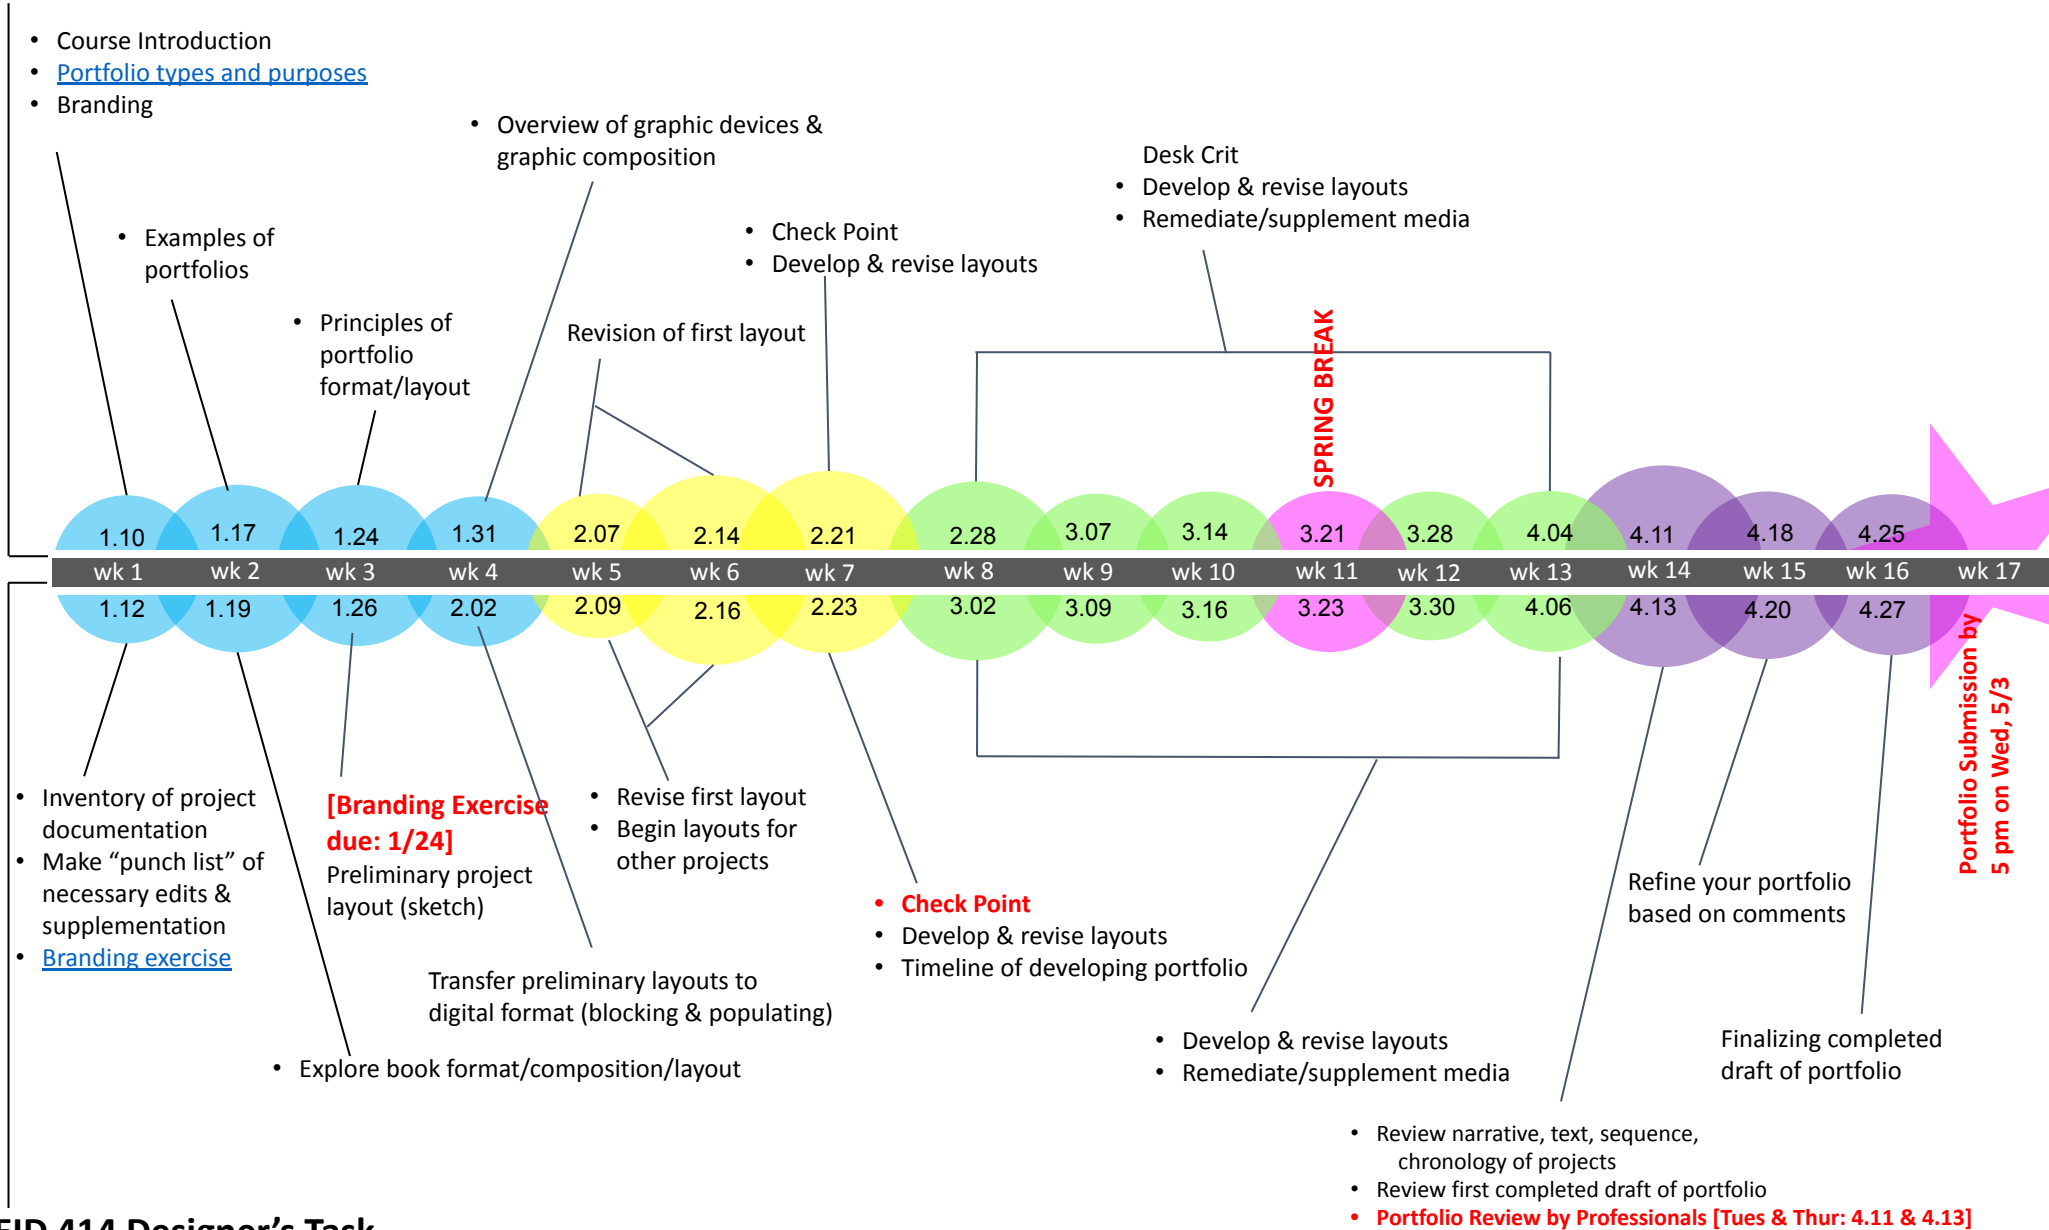 • Course Introduction
• Portfolio types and purposes
• Branding
• Overview of graphic devices &
graphic composition
Desk Crit
• Develop & revise layouts
• Remediate/supplement media
• Examples of
portfolios
• Check Point
• Develop & revise layouts
• Principles of
portfolio
format/layout
Revision of first layout
SPRING BREAK
1.10 1.17 1.24 1.31 2.07 2.14 2.21 2.28 3.07 3.14 3.21 3.28 4.04 4.11 4.18 4.25
wk 1 wk 2 wk 3 wk 4 wk 5 wk 6 wk 7 wk 8 wk 9 wk 10 wk 11 wk 12 wk 13 wk 14 wk 15 wk 16 wk 17
1.12 1.19 1.26 2.02 2.09 2.16 2.23 3.02 3.09 3.16 3.23 3.30 4.06 4.13 4.20 4.27
Portfolio Submission by
5 pm on Wed, 5/3
• Inventory of project
documentation
• Make “punch list” of
necessary edits &
supplementation
• Branding exercise
[Branding Exercise
due: 1/24]
Preliminary project
layout (sketch)
• Revise first layout
• Begin layouts for
other projects
• Check Point
• Develop & revise layouts
• Timeline of developing portfolio
Refine your portfolio
based on comments
Transfer preliminary layouts to
digital format (blocking & populating)
• Explore book format/composition/layout
• Develop & revise layouts
• Remediate/supplement media
Finalizing completed
draft of portfolio
• Review narrative, text, sequence,
chronology of projects
• Review first completed draft of portfolio
• Portfolio Review by Professionals [Tues & Thur: 4.11 & 4.13]
414 Designer’s Task